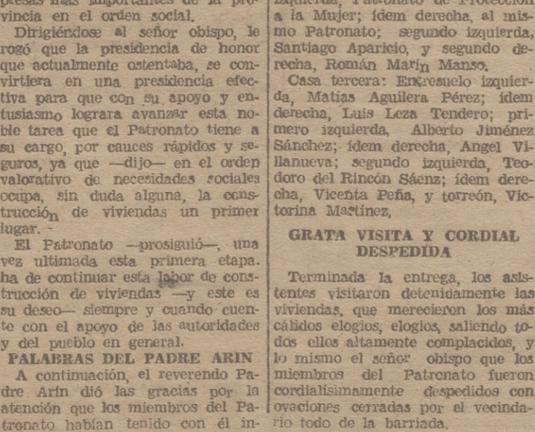 presas más importantes de la pro-
vincia en el orden social.
Dirigiéndose al señor obispo, le
rogó que la presidencia de honor
que actualmente ostentaba, se con-
virtiera en una presidencia efec-
tiva para que con su apoyo y en-
tusiasmo lograra avanzar esta no-
ble tarea que el Patronato tiene a
su cargo, por cauces rápidos y se-
guros, ya que —dijo— en el orden
valorativo de necesidades sociales
ocupa, sin duda alguna, la cons-
trucción de viviendas un primer
lugar.
El Patronato —prosiguió—, una
vez ultimada esta primera etapa.
ha de continuar esta labor de cons-
trucción de viviendas —y este es
su deseo— siempre y cuando cuen-
te con el apoyo de las autoridades
y del pueblo en general.
PALABRAS DEL PADRE ARIN
A continuación, el reverendo Pa-
dre Arín dió las gracias por la
atención que los miembros del Pa-
tronato habían tenido con él in-
izquierda, Patronato de Protección
a la Mujer; ídem derecha, al mis-
mo Patronato; segundo izquierda,
Santiago Aparicio, y segundo de-
recha, Román Marín Manso.
Casa tercera: Entresuelo izquier-
da, Matías Aguilera Pérez; ídem
derecha, Luis Leza Tendero; pri-
mero izquierda, Alberto Jiménez
Sánchez; ídem derecha, Angel Vi-
llanueva; segundo izquierda, Teo-
doro del Rincón Sáenz; ídem dere-
cha, Vicenta Peña, y torreón, Vic-
torina Martínez,
GRATA VISITA Y CORDIAL
DESPEDIDA
Terminada la entrega, los asis-
tentes visitaron detenidamente las
viviendas, que merecieron los más
cálidos elogios, elogios, saliendo to-
dos ellos altamente complacidos, y
lo mismo el señor obispo que los
miembros del Patronato fueron
cordialísimamente despedidos con
ovaciones cerradas por el vecinda-
rio todo de la barriada.